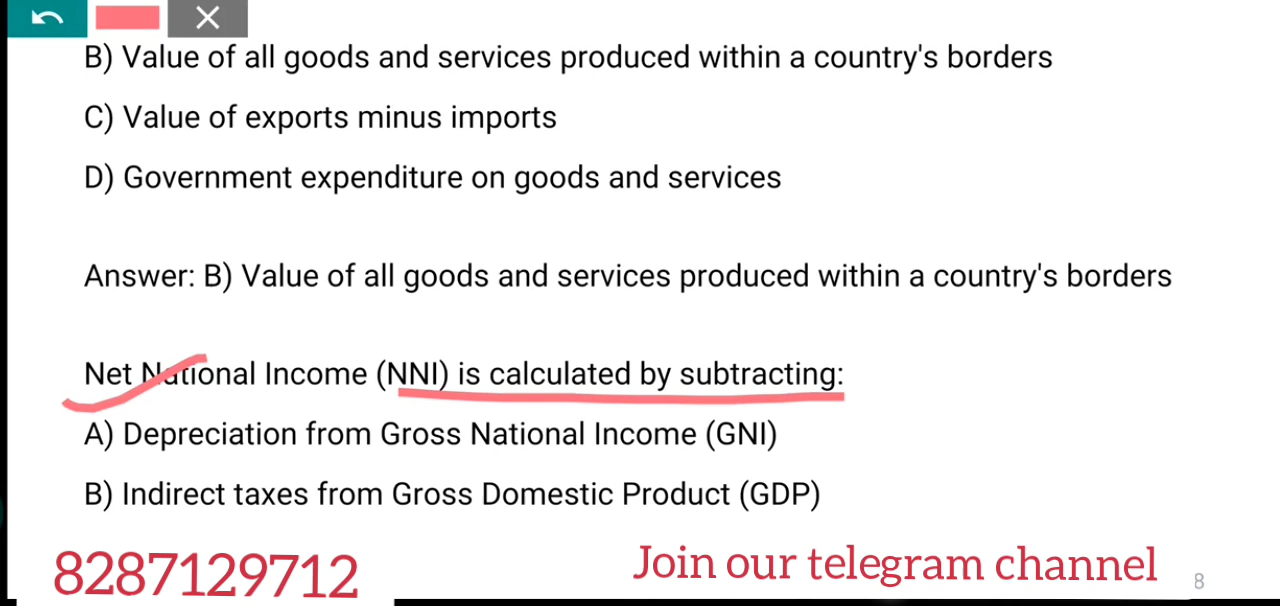 B) Value of all goods and services produced within a country's borders
C) Value of exports minus imports
D) Government expenditure on goods and services
Answer: B) Value of all goods and services produced within a country's borders
Net National Income (NNI) is calculated by subtracting:
A) Depreciation from Gross National Income (GNI)
B) Indirect taxes from Gross Domestic Product (GDP)
8287129712
Join our telegram channel
8